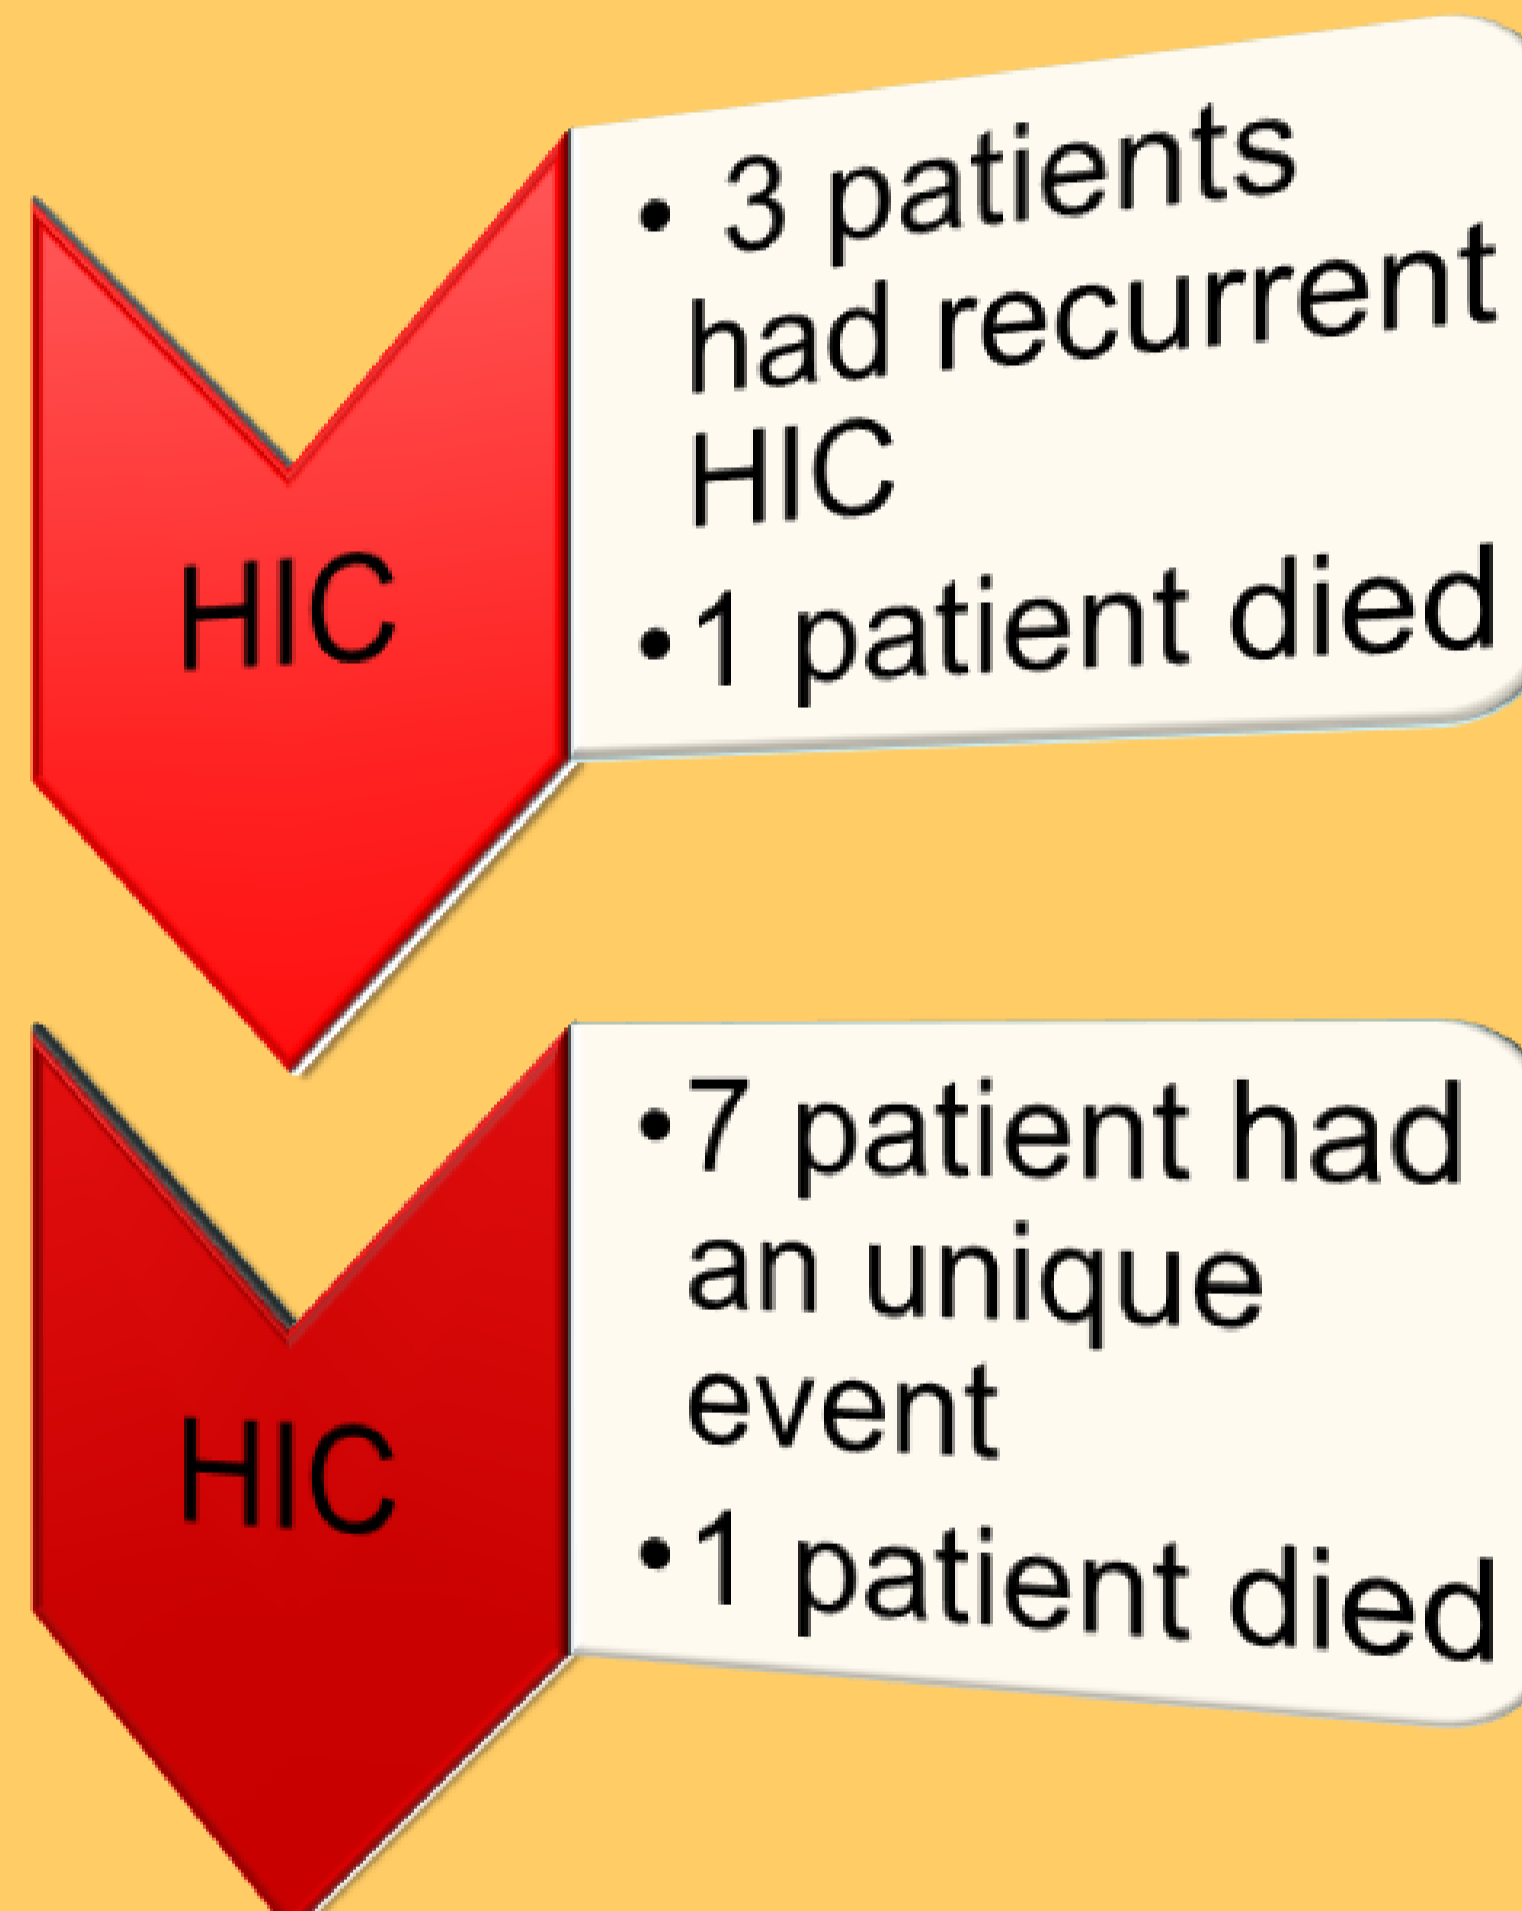 HIC
• 3 patients
had recurrent
HIC
•1 patient died
HIC
•7 patient had
an unique
event
•1 patient died